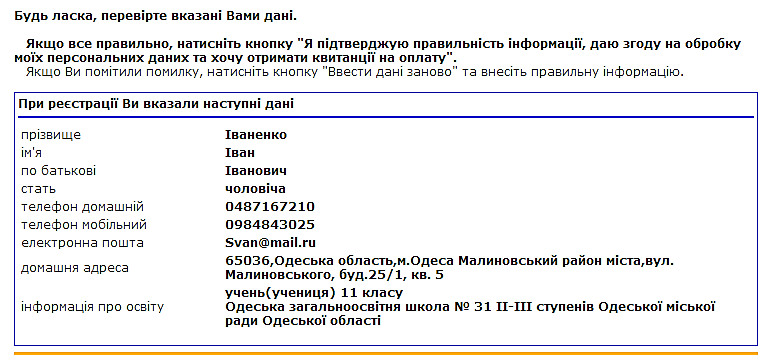 Будь ласка, перевірте вказані Вами дані.
Якщо все правильно, натисніть кнопку "Я підтверджую правильність інформації, даю згоду на обробку
моїх персональних даних та хочу отримати квитанції на оплату".
Якщо Ви помітили помилку, натисніть кнопку "Ввести дані заново" та внесіть правильну інформацію.
При реєстрації Ви вказали наступні дані
прізвище Іваненко
ім'я Іван
по батькові Іванович
стать чоловіча
телефон домашній 0487167210
телефон мобільний 0984843025
електронна пошта Svan@mail.ru
домашня адреса 65036,Одеська область,м.Одеса Малиновський район міста,вул.
Малиновського, буд.25/1, кв. 5
інформація про освіту учень(учениця) 11 класу
Одеська загальноосвітня школа № 31 II-III ступенів Одеської міської
ради Одеської області